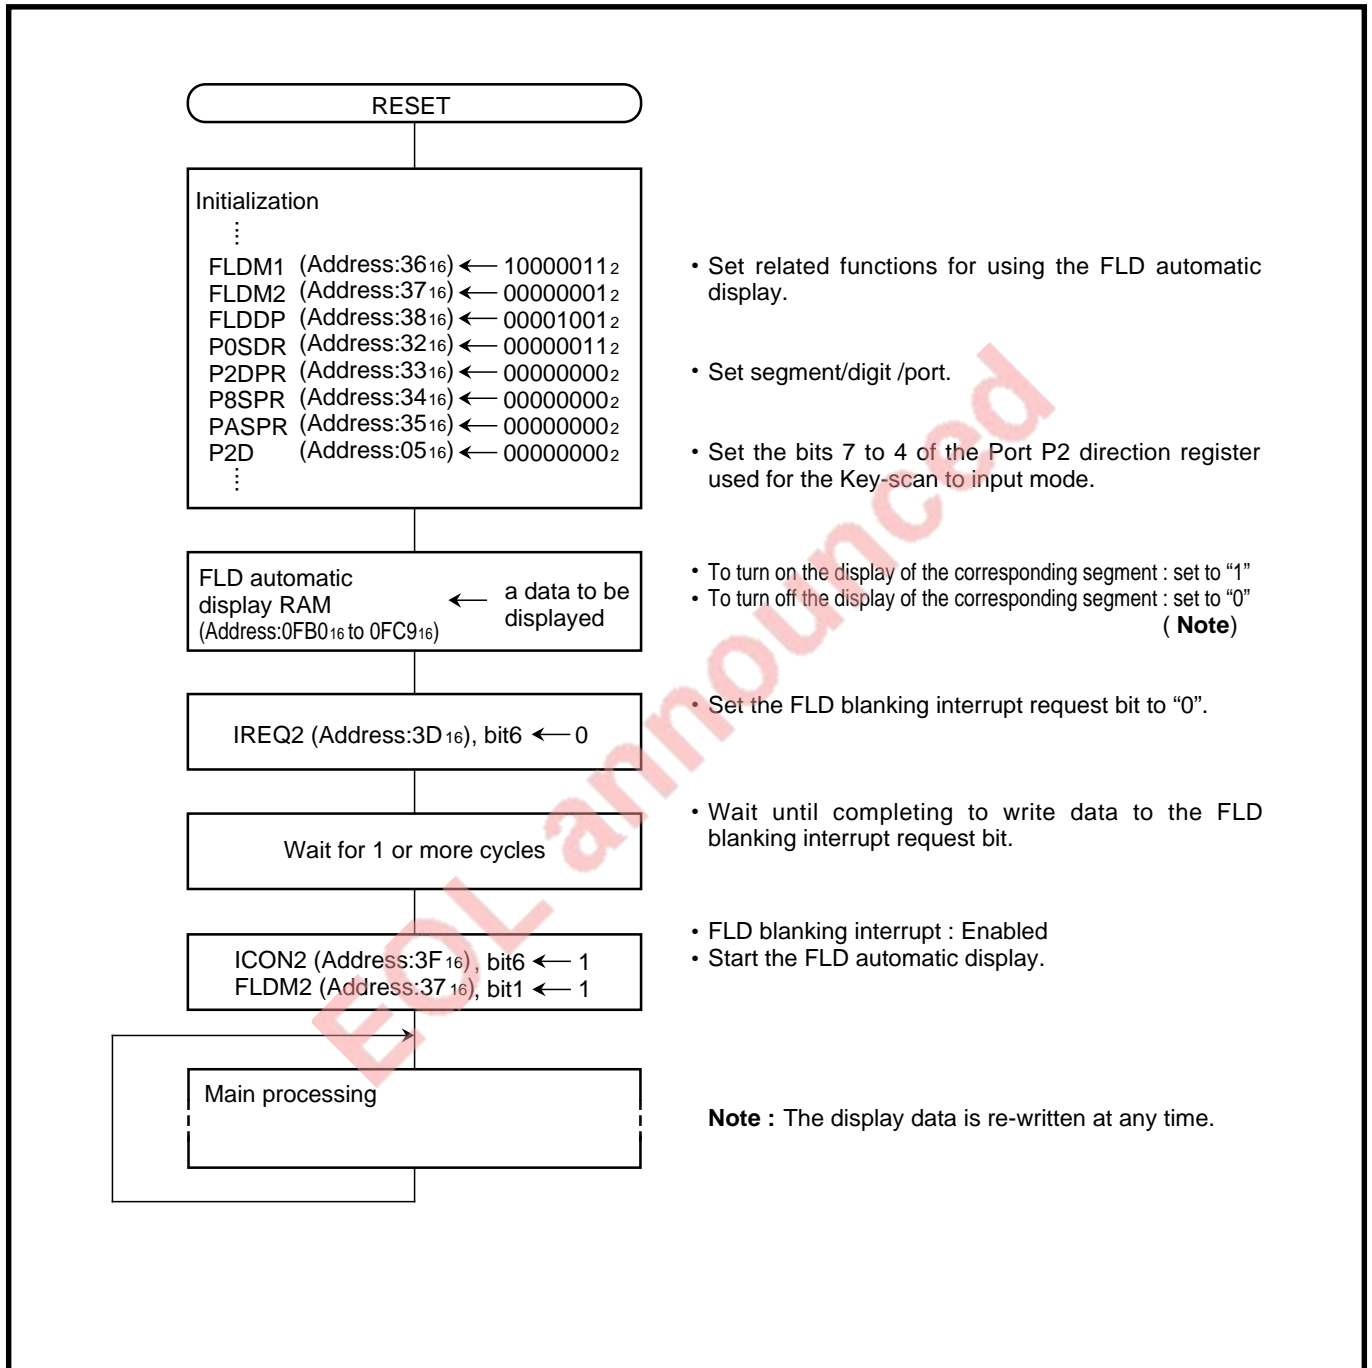 RESET
Initialization
FLDM1 (Address:36₁₆) ← 10000011₂
FLDM2 (Address:37₁₆) ← 00000001₂
FLDDP (Address:38₁₆) ← 00001001₂
P0SDR (Address:32₁₆) ← 00000011₂
P2DPR (Address:33₁₆) ← 00000000₂
P8SPR (Address:34₁₆) ← 00000000₂
PASPR (Address:35₁₆) ← 00000000₂
P2D (Address:05₁₆) ← 00000000₂
• Set related functions for using the FLD automatic
display.
• Set segment/digit /port.
• Set the bits 7 to 4 of the Port P2 direction register
used for the Key-scan to input mode.
FLD automatic
display RAM
(Address:0FB0₁₆ to 0FC9₁₆)
← a data to be
displayed
• To turn on the display of the corresponding segment : set to “1”
• To turn off the display of the corresponding segment : set to “0”
( Note)
IREQ2 (Address:3D₁₆), bit6 ← 0
• Set the FLD blanking interrupt request bit to “0”.
Wait for 1 or more cycles
• Wait until completing to write data to the FLD
blanking interrupt request bit.
ICON2 (Address:3F₁₆), bit6 ← 1
FLDM2 (Address:37₁₆), bit1 ← 1
• FLD blanking interrupt : Enabled
• Start the FLD automatic display.
Main processing
Note : The display data is re-written at any time.
EOL announced